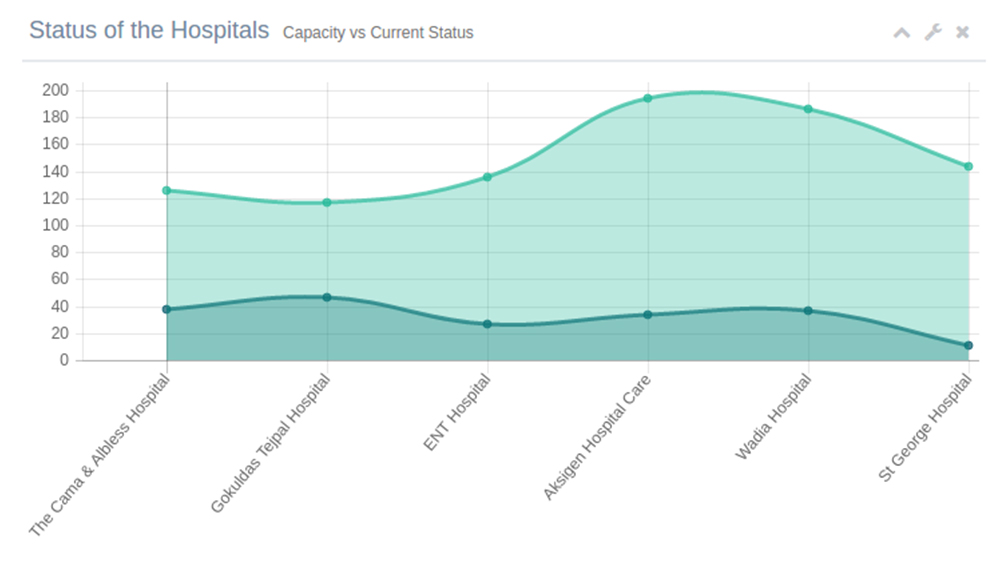 Status of the Hospitals Capacity vs Current Status
200
180
160
140
120
100
80
60
40
20
0
The Cama & Albless Hospital
Gokuldas Tejpal Hospital
ENT Hospital
Aksigen Hospital Care
Wadia Hospital
St George Hospital